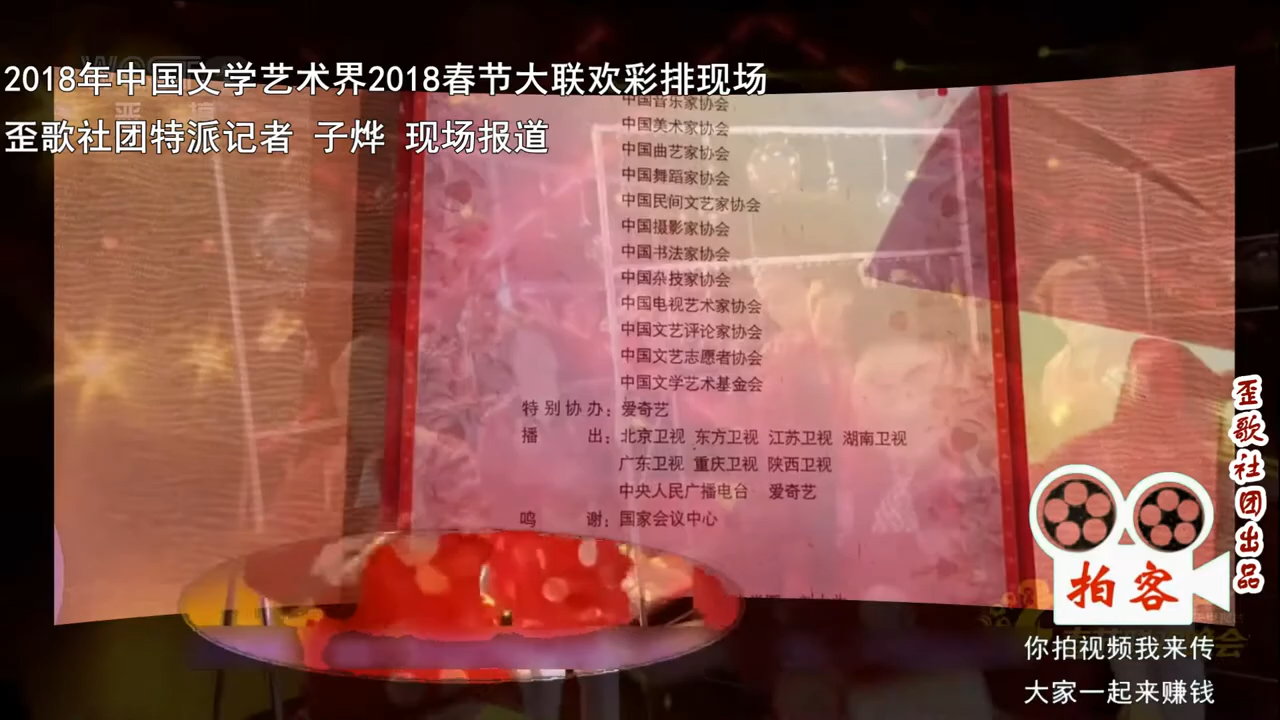 2018年中国文学艺术界2018春节大联欢彩排现场
歪歌社团特派记者 子烨 现场报道
中国音乐家协会
中国美术家协会
中国曲艺家协会
中国舞蹈家协会
中国民间文艺家协会
中国摄影家协会
中国书法家协会
中国杂技家协会
中国电视艺术家协会
中国文艺评论家协会
中国文艺志愿者协会
中国文学艺术基金会
特别协办：爱奇艺
播 出：北京卫视 东方卫视 江苏卫视 湖南卫视
广东卫视 重庆卫视 陕西卫视
中央人民广播电台 爱奇艺
鸣 谢：国家会议中心
歪歌社团出品
拍客
你拍视频我来传
大家一起来赚钱